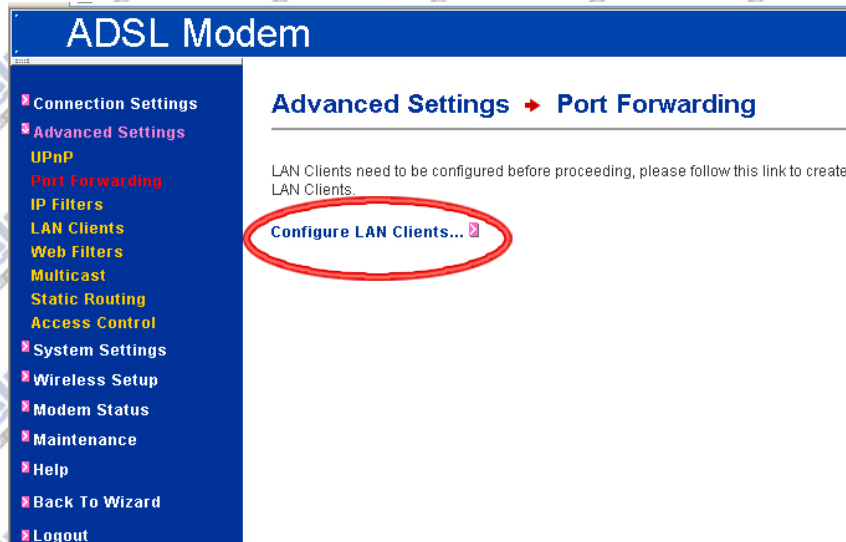 ADSL Modem
Connection Settings
Advanced Settings
UPnP
Port Forwarding
IP Filters
LAN Clients
Web Filters
Multicast
Static Routing
Access Control
System Settings
Wireless Setup
Modem Status
Maintenance
Help
Back To Wizard
Logout
Advanced Settings → Port Forwarding
LAN Clients need to be configured before proceeding, please follow this link to create
LAN Clients.
Configure LAN Clients...